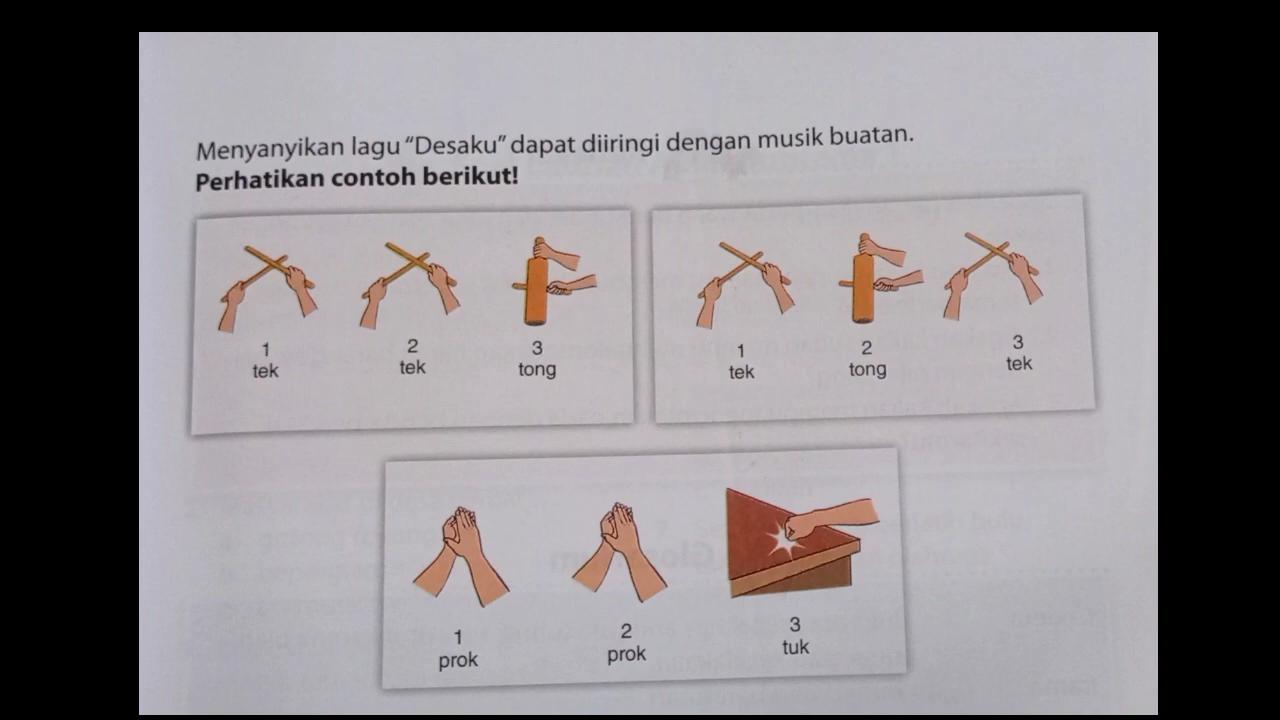 Menyanyikan lagu “Desaku” dapat diiringi dengan musik buatan.
Perhatikan contoh berikut!
1 2 3
tek tek tong
1 2 3
tek tong tek
1 2 3
prok prok tuk